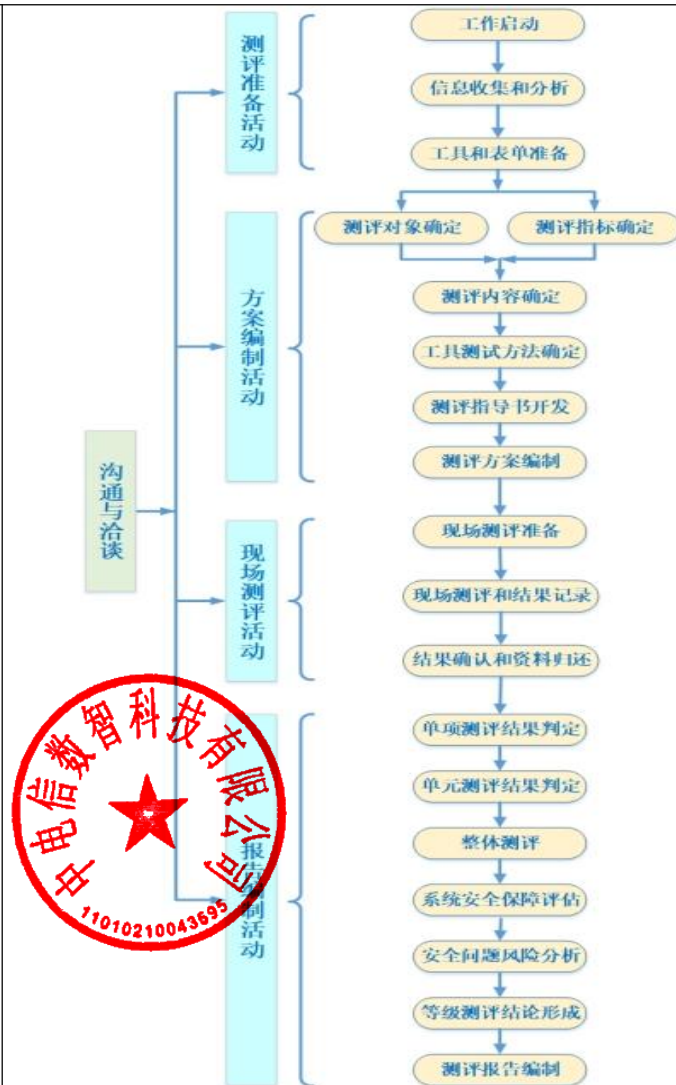 沟通与洽谈
测评准备活动
工作启动
信息收集和分析
工具和表单准备
方案编制活动
测评对象确定
测评指标确定
测评内容确定
工具测试方法确定
测评指导书开发
测评方案编制
现场测评活动
现场测评准备
现场测评和结果记录
结果确认和资料归还
报告编制活动
单项测评结果判定
单元测评结果判定
整体测评
系统安全保障评估
安全问题风险分析
等级测评结论形成
测评报告编制
中电信数智科技有限公司
11010210043695